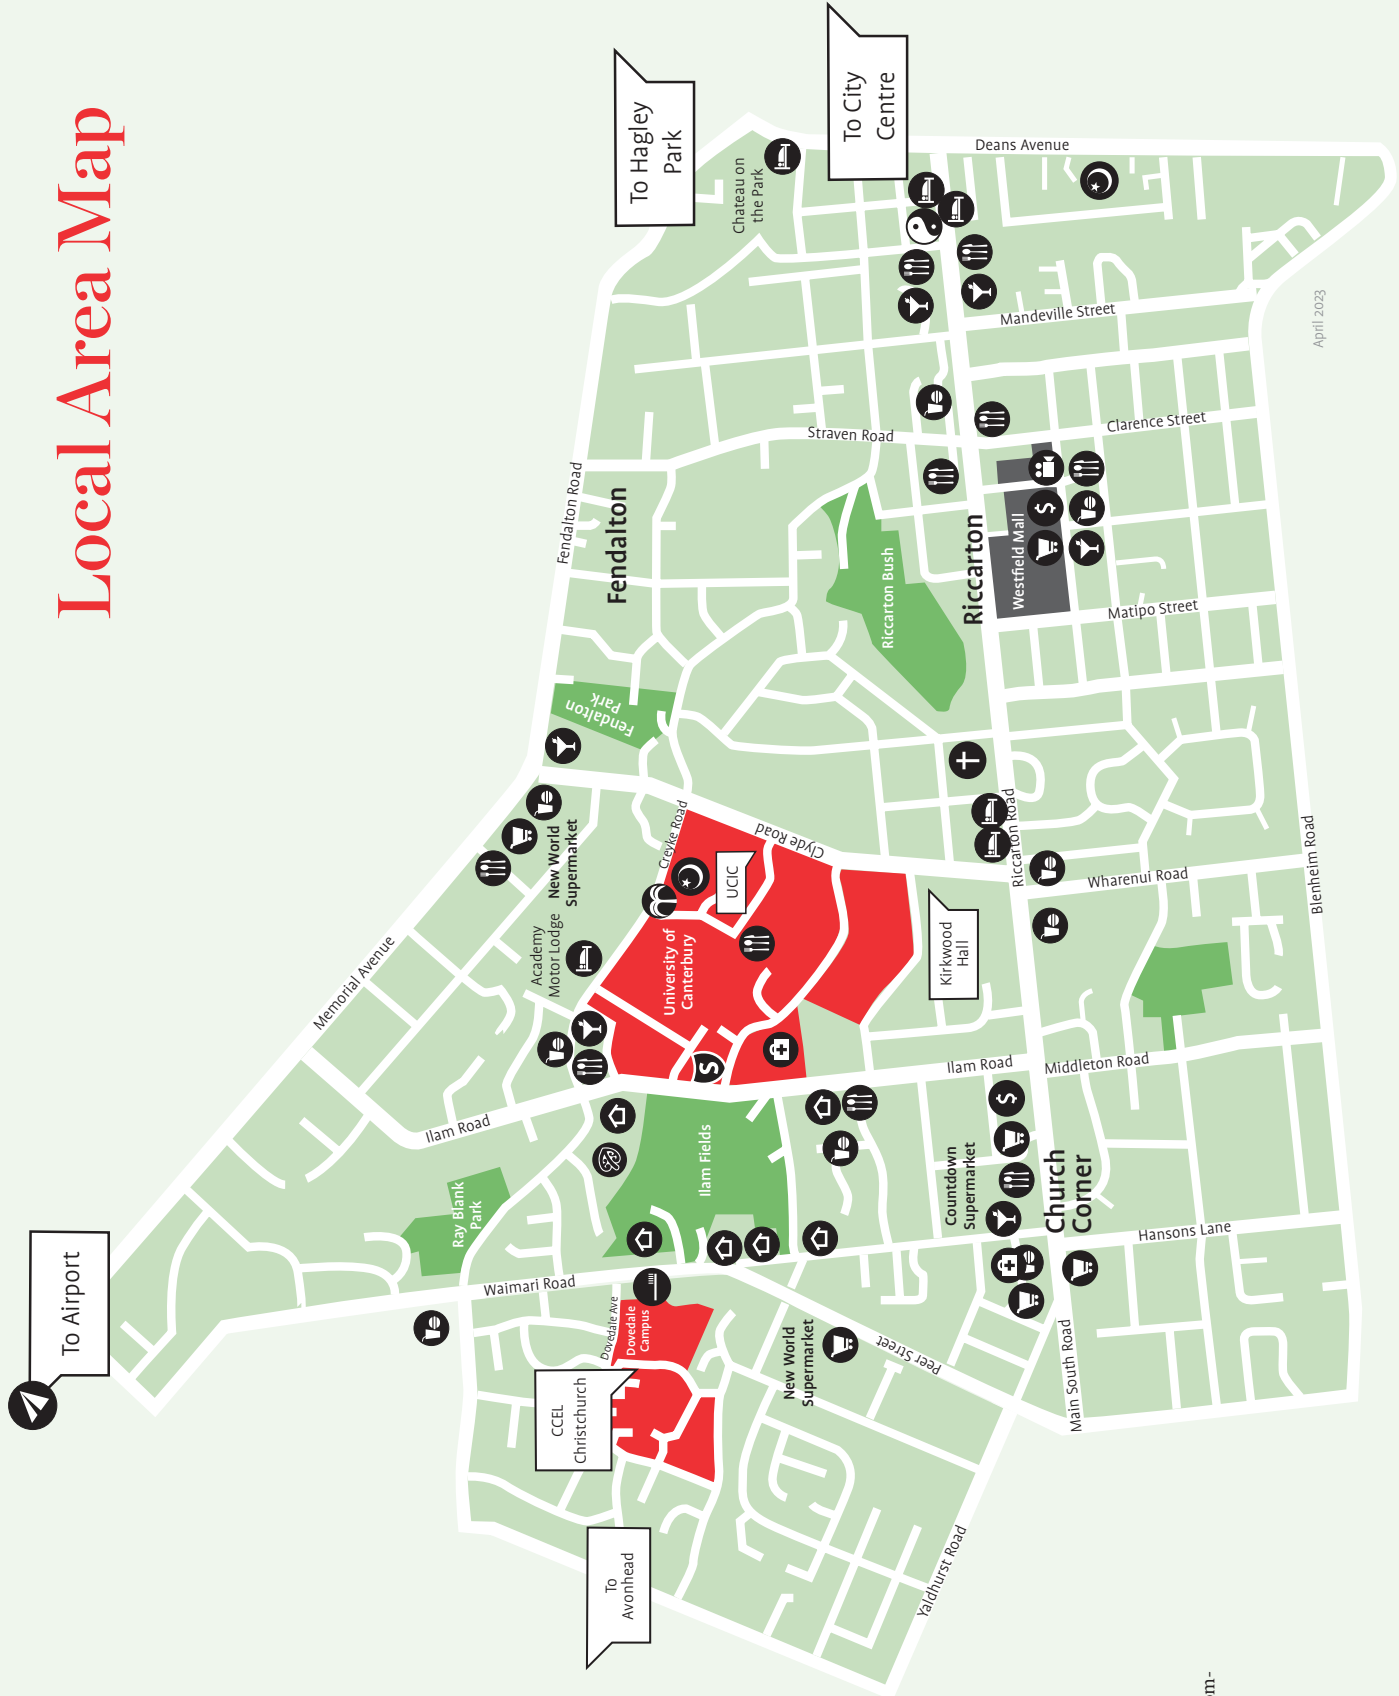 Local Area Map
To Airport
To Hagley
Park
To City
Centre
To
Avonhead
Chateau on
the Park
Deans Avenue
Mandeville Street
Clarence Street
Straven Road
Fendalton Road
Fendalton
Fendalton
Park
Riccarton Bush
Riccarton
Westfield Mall
Matipo Street
Memorial Avenue
New World
Supermarket
Academy
Motor Lodge
Creyke Road
Clyde Road
UCIC
University of
Canterbury
Kirkwood
Hall
Riccarton Road
Wharenui Road
Blenheim Road
Ilam Road
Ilam Road
Middleton Road
Ilam Fields
Ray Blank
Park
Countdown
Supermarket
Church
Corner
Hansons Lane
Waimari Road
Dovedale Ave
Dovedale
Campus
CCEL
Christchurch
New World
Supermarket
Peer Street
Main South Road
Yaldhurst Road
$
$
S
April 2023
m-